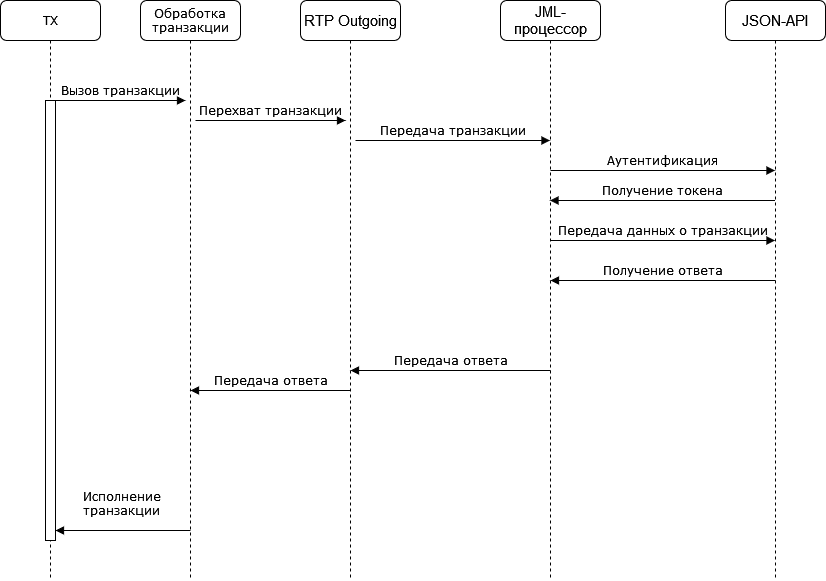 TX
Обработка
транзакции
RTP Outgoing
JML-
процессор
JSON-API
Вызов транзакции
Перехват транзакции
Передача транзакции
Аутентификация
Получение токена
Передача данных о транзакции
Получение ответа
Передача ответа
Передача ответа
Исполнение
транзакции